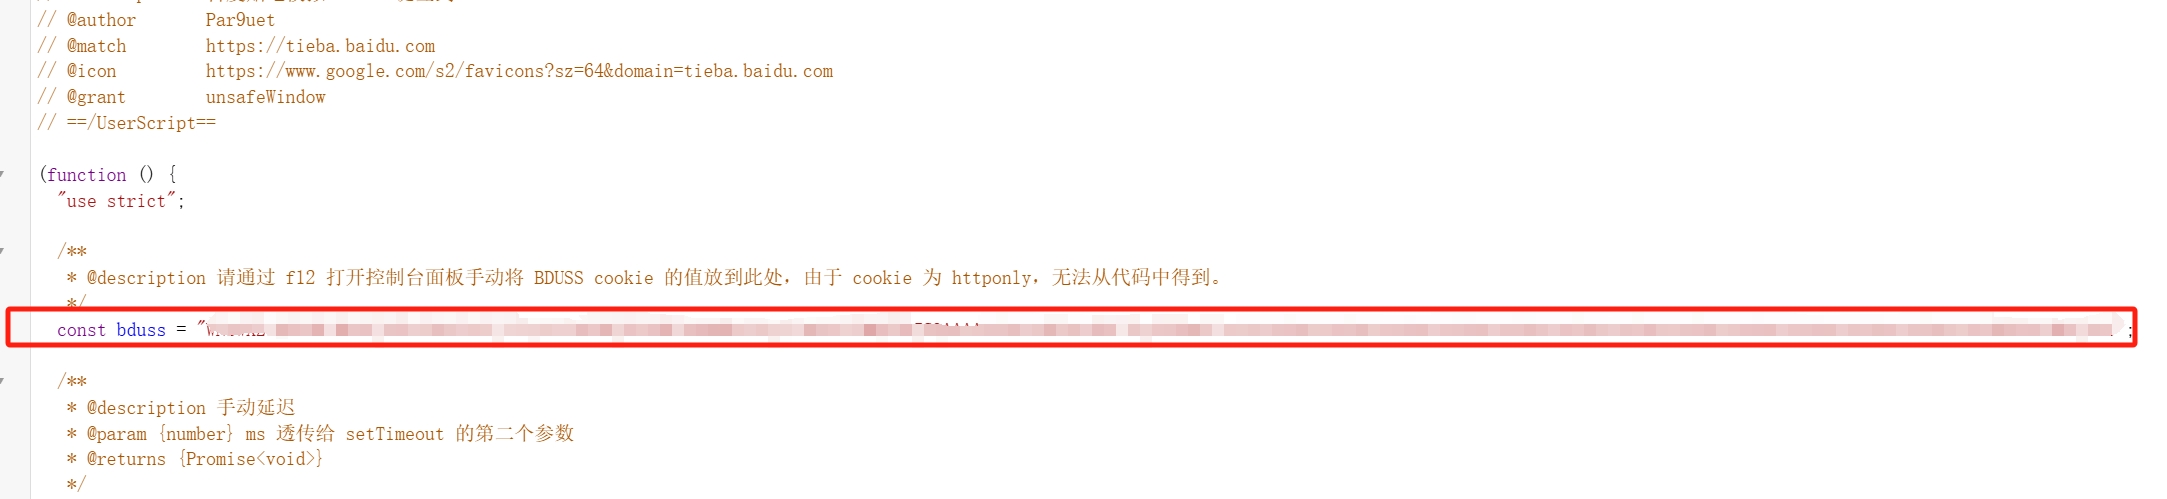 // @author Par9uet
// @match https://tieba.baidu.com
// @icon https://www.google.com/s2/favicons?sz=64&domain=tieba.baidu.com
// @grant unsafeWindow
// ==/UserScript==
(function () {
"use strict";
/**
* @description 请通过 f12 打开控制台面板手动将 BDUSS cookie 的值放到此处，由于 cookie 为 httponly，无法从代码中得到。
*/
const bduss = "
;
/**
* @description 手动延迟
* @param {number} ms 透传给 setTimeout 的第二个参数
* @returns {Promise<void>}
*/